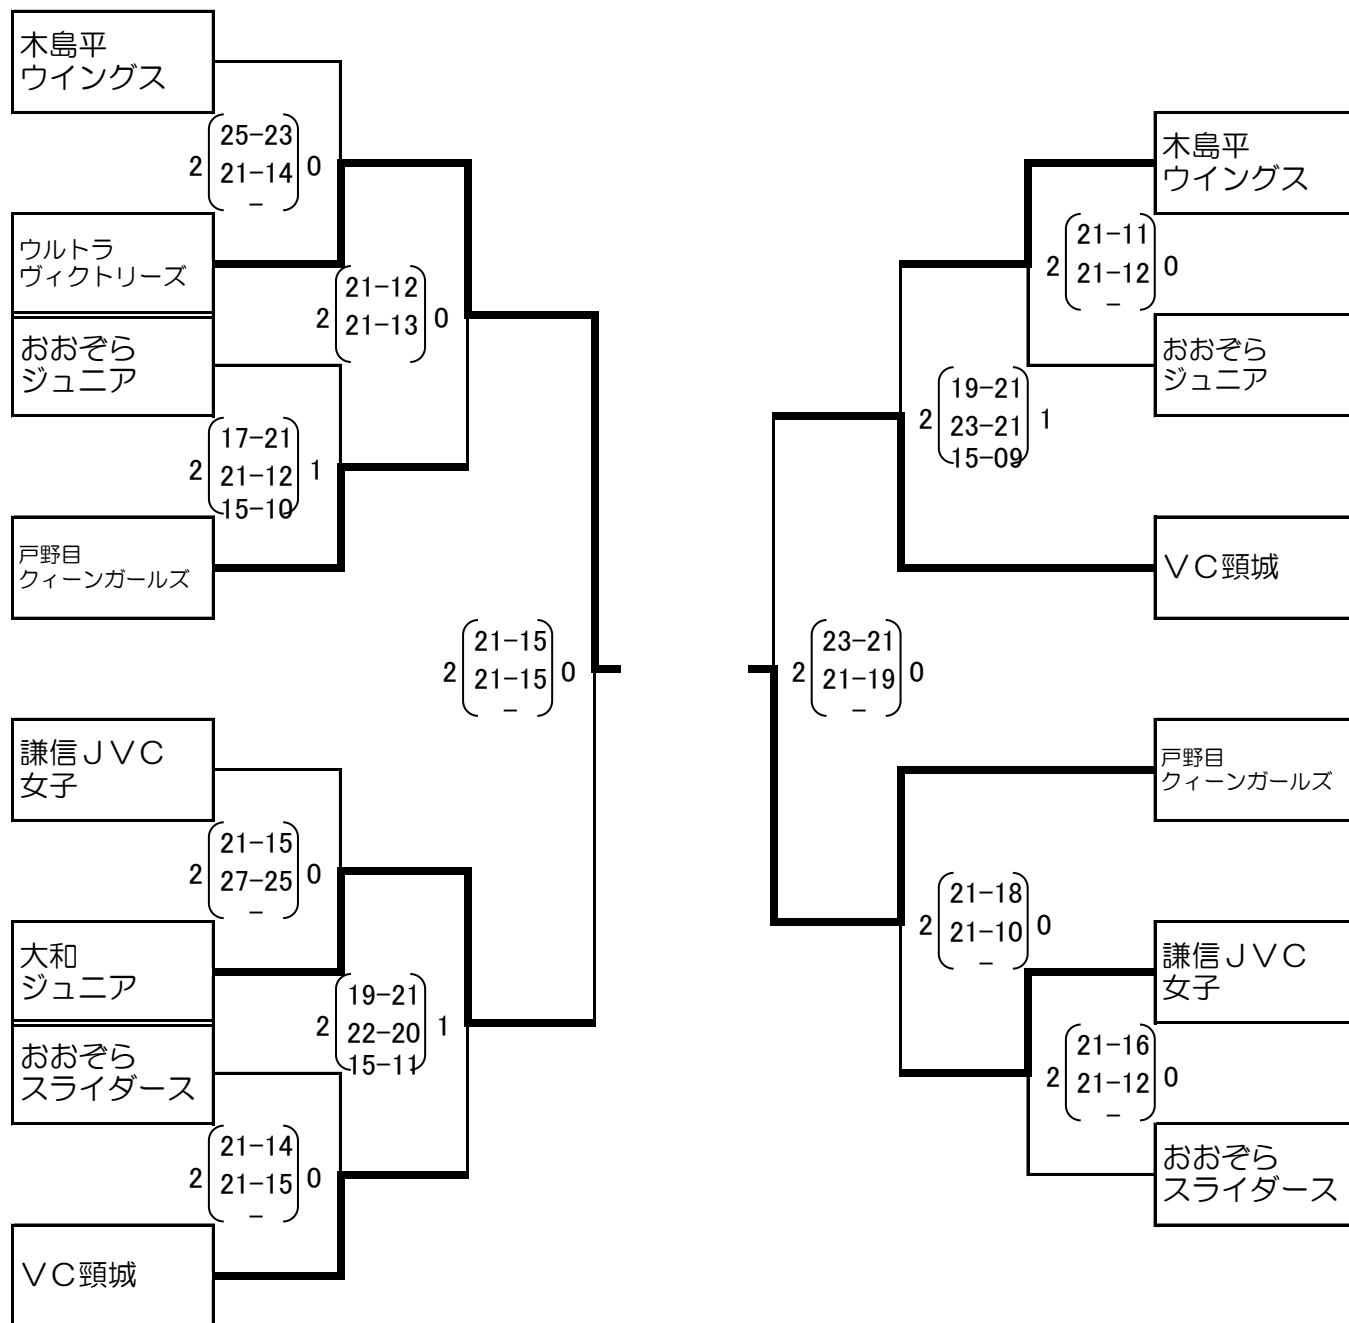 木島平
ウイングス
25-23
2 21-14 0
-
ウルトラ
ヴィクトリーズ
21-12
2 21-13 0
おおぞら
ジュニア
17-21
2 21-12 1
15-10
戸野目
クィーンガールズ
21-15
2 21-15 0
-
謙信ＪＶＣ
女子
21-15
2 27-25 0
-
大和
ジュニア
19-21
2 22-20 1
15-11
おおぞら
スライダース
21-14
2 21-15 0
-
ＶＣ頸城
木島平
ウイングス
21-11
2 21-12 0
-
おおぞら
ジュニア
19-21
2 23-21 1
15-09
ＶＣ頸城
23-21
2 21-19 0
-
戸野目
クィーンガールズ
21-18
2 21-10 0
-
謙信ＪＶＣ
女子
21-16
2 21-12 0
-
おおぞら
スライダース